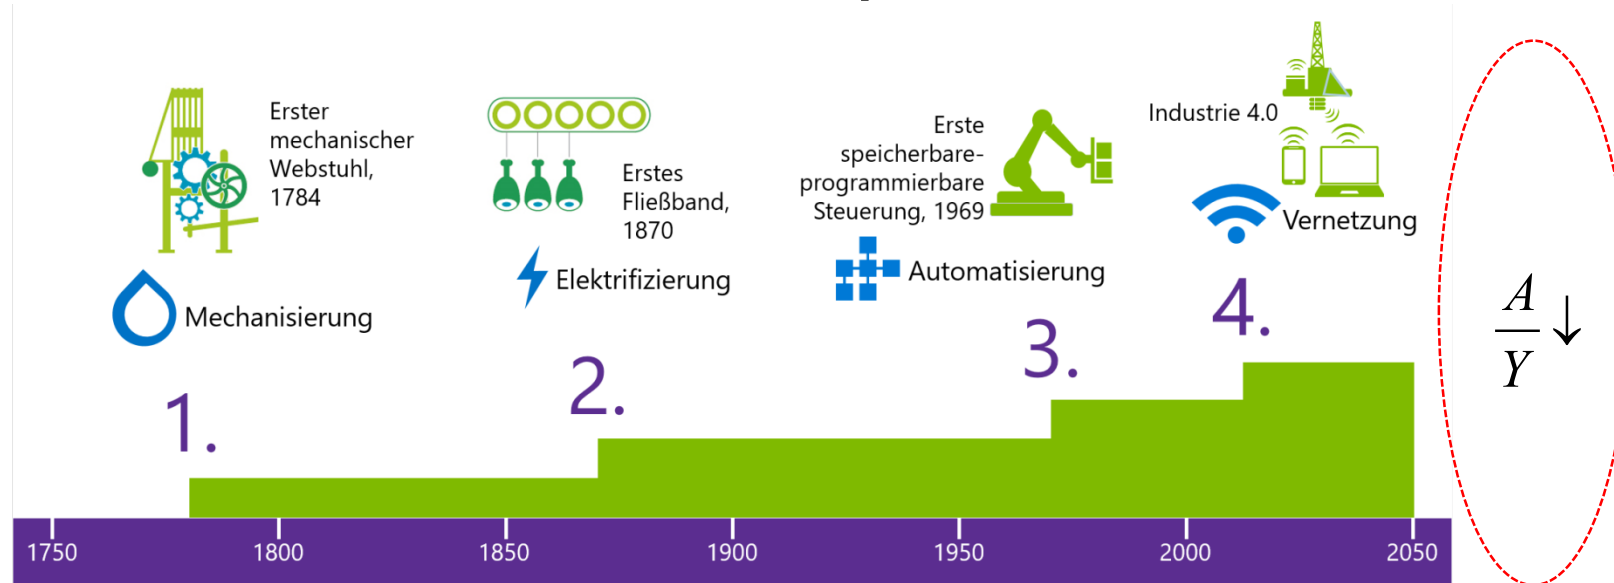 Erster
mechanischer
Webstuhl,
1784
Mechanisierung
1.
Erstes
Fließband,
1870
Elektrifizierung
2.
Erste
speicherbare-
programmierbare
Steuerung, 1969
Automatisierung
3.
Industrie 4.0
Vernetzung
4.
A
Y ↓
1750 1800 1850 1900 1950 2000 2050